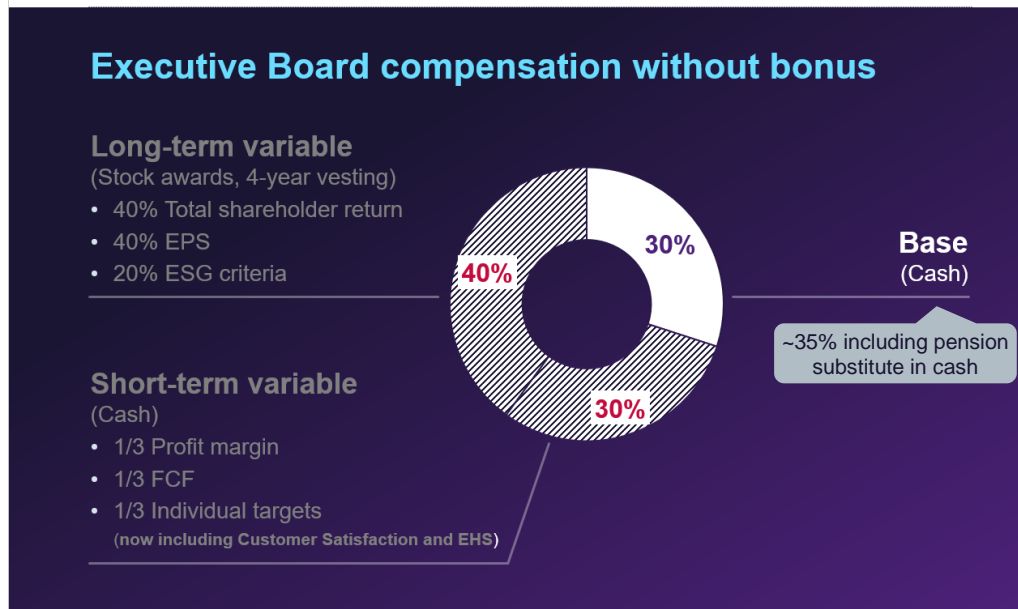 Executive Board compensation without bonus
Long-term variable
(Stock awards, 4-year vesting)
• 40% Total shareholder return
• 40% EPS
• 20% ESG criteria
40%
30%
Base
(Cash)
~35% including pension
substitute in cash
Short-term variable
(Cash)
• 1/3 Profit margin
• 1/3 FCF
• 1/3 Individual targets
(now including Customer Satisfaction and EHS)
30%